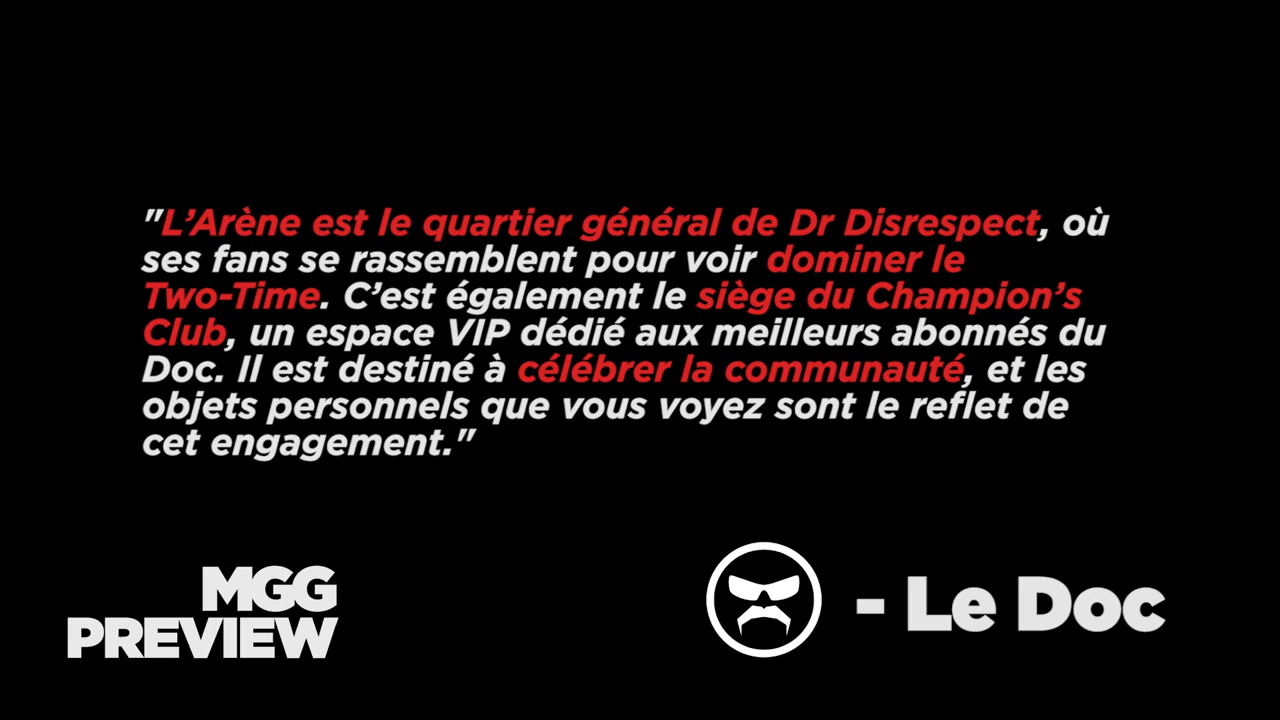 "L’Arène est le quartier général de Dr Disrespect, où
ses fans se rassemblent pour voir dominer le
Two-Time. C’est également le siège du Champion’s
Club, un espace VIP dédié aux meilleurs abonnés du
Doc. Il est destiné à célébrer la communauté, et les
objets personnels que vous voyez sont le reflet de
cet engagement."
MGG
PREVIEW
- Le Doc